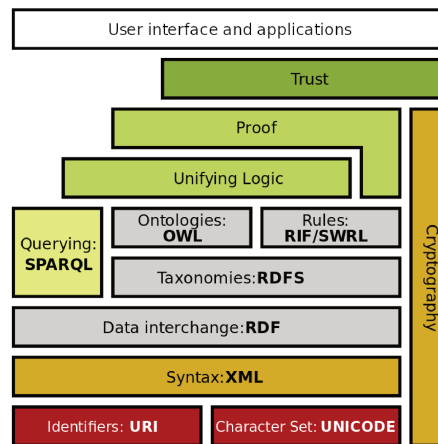 User interface and applications
Trust
Proof
Unifying Logic
Ontologies:
OWL
Rules:
RIF/SWRL
Querying:
SPARQL
Taxonomies:RDFS
Data interchange:RDF
Syntax:XML
Identifiers: URI
Character Set: UNICODE
Cryptography